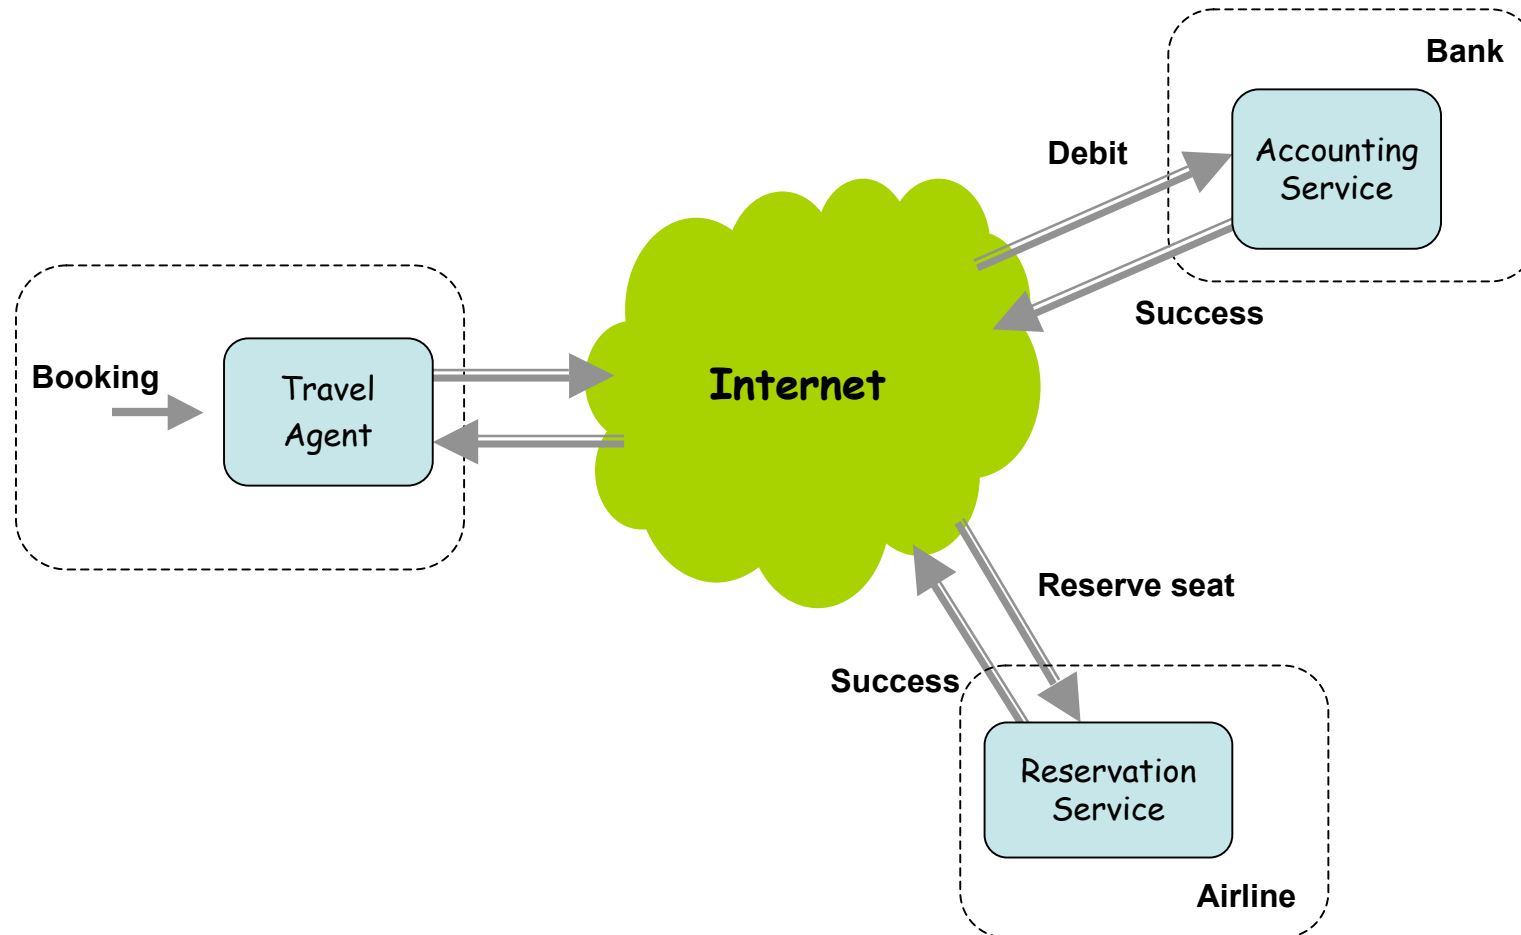 Bank
Accounting
Service
Debit
Success
Booking
Travel
Agent
Internet
Reserve seat
Success
Reservation
Service
Airline